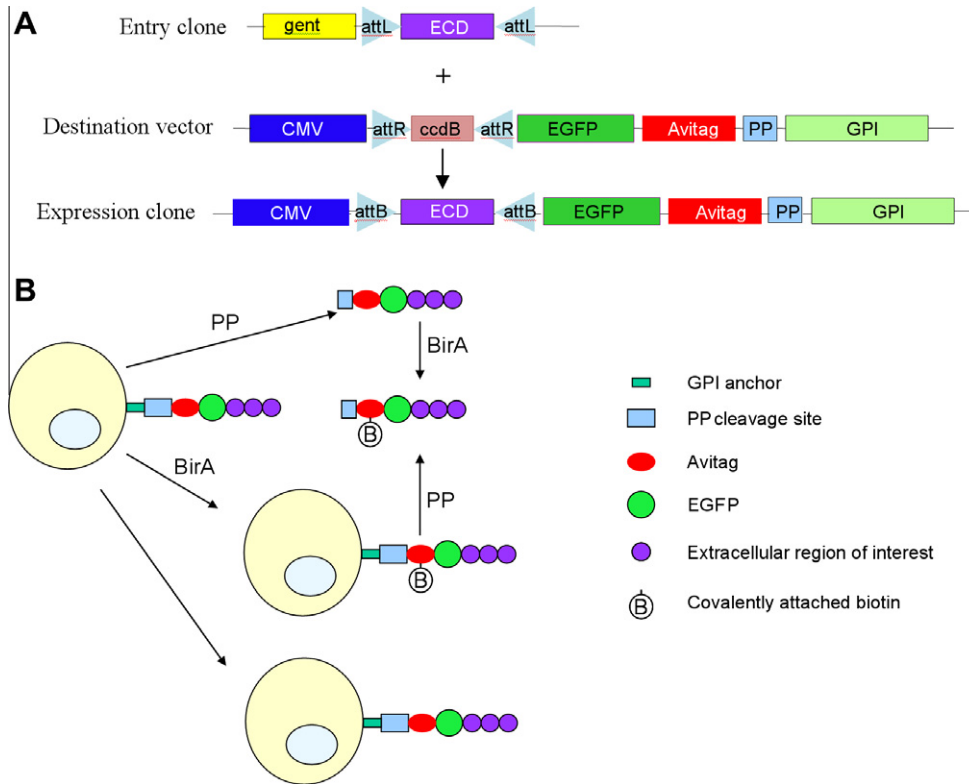 A
Entry clone gent attL ECD attL
+
Destination vector CMV attR ccdB attR EGFP Avitag PP GPI
Expression clone CMV attB ECD attB EGFP Avitag PP GPI
B
PP
BirA
B
BirA
PP
B
GPI anchor
PP cleavage site
Avitag
EGFP
Extracellular region of interest
B Covalently attached biotin